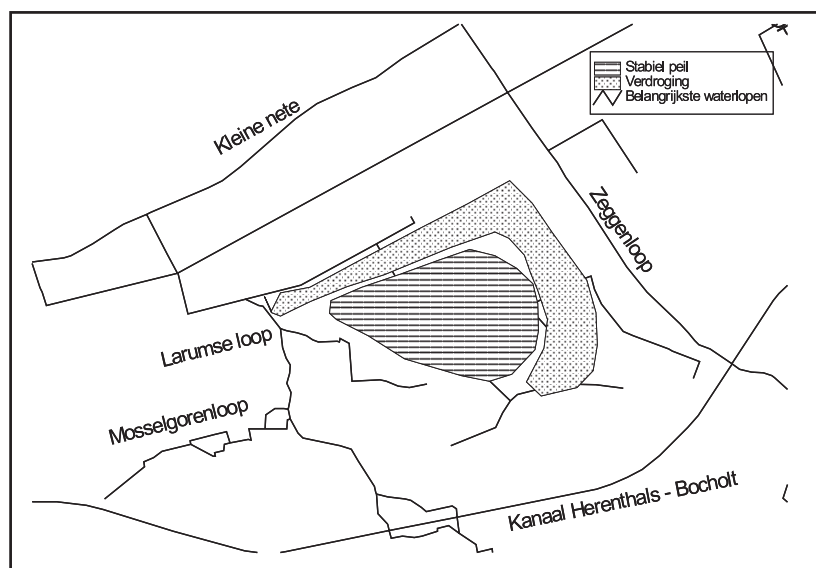 Stabiel peil
Verdroging
Belangrijkste waterlopen
Kleine nete
Zeggenloop
Larumse loop
Mosselgorenloop
Kanaal Herenthals - Bocholt